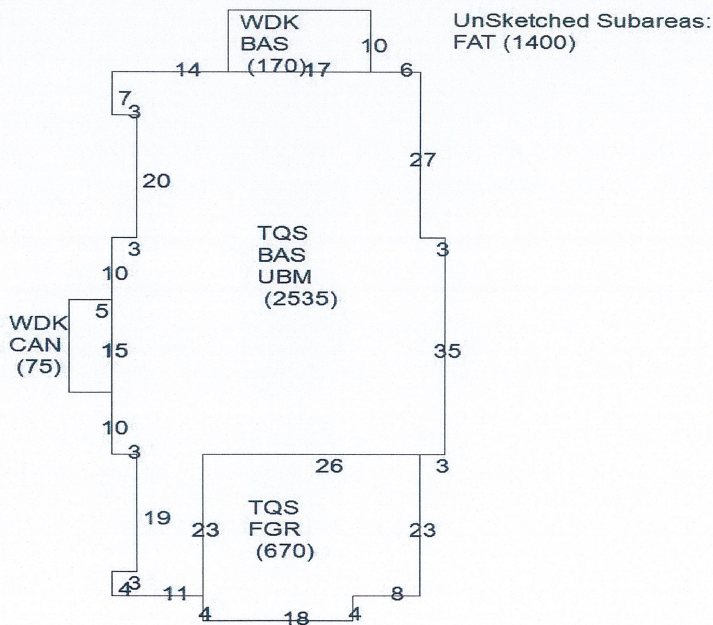 WDK
BAS
(170)
10
UnSketched Subareas:
FAT (1400)
14
17
6
7
3
27
20
3
3
10
TQS
BAS
UBM
(2535)
5
WDK
CAN
(75)
15
35
10
3
26
3
19
23
TQS
FGR
(670)
23
3
4
11
8
4
18
4